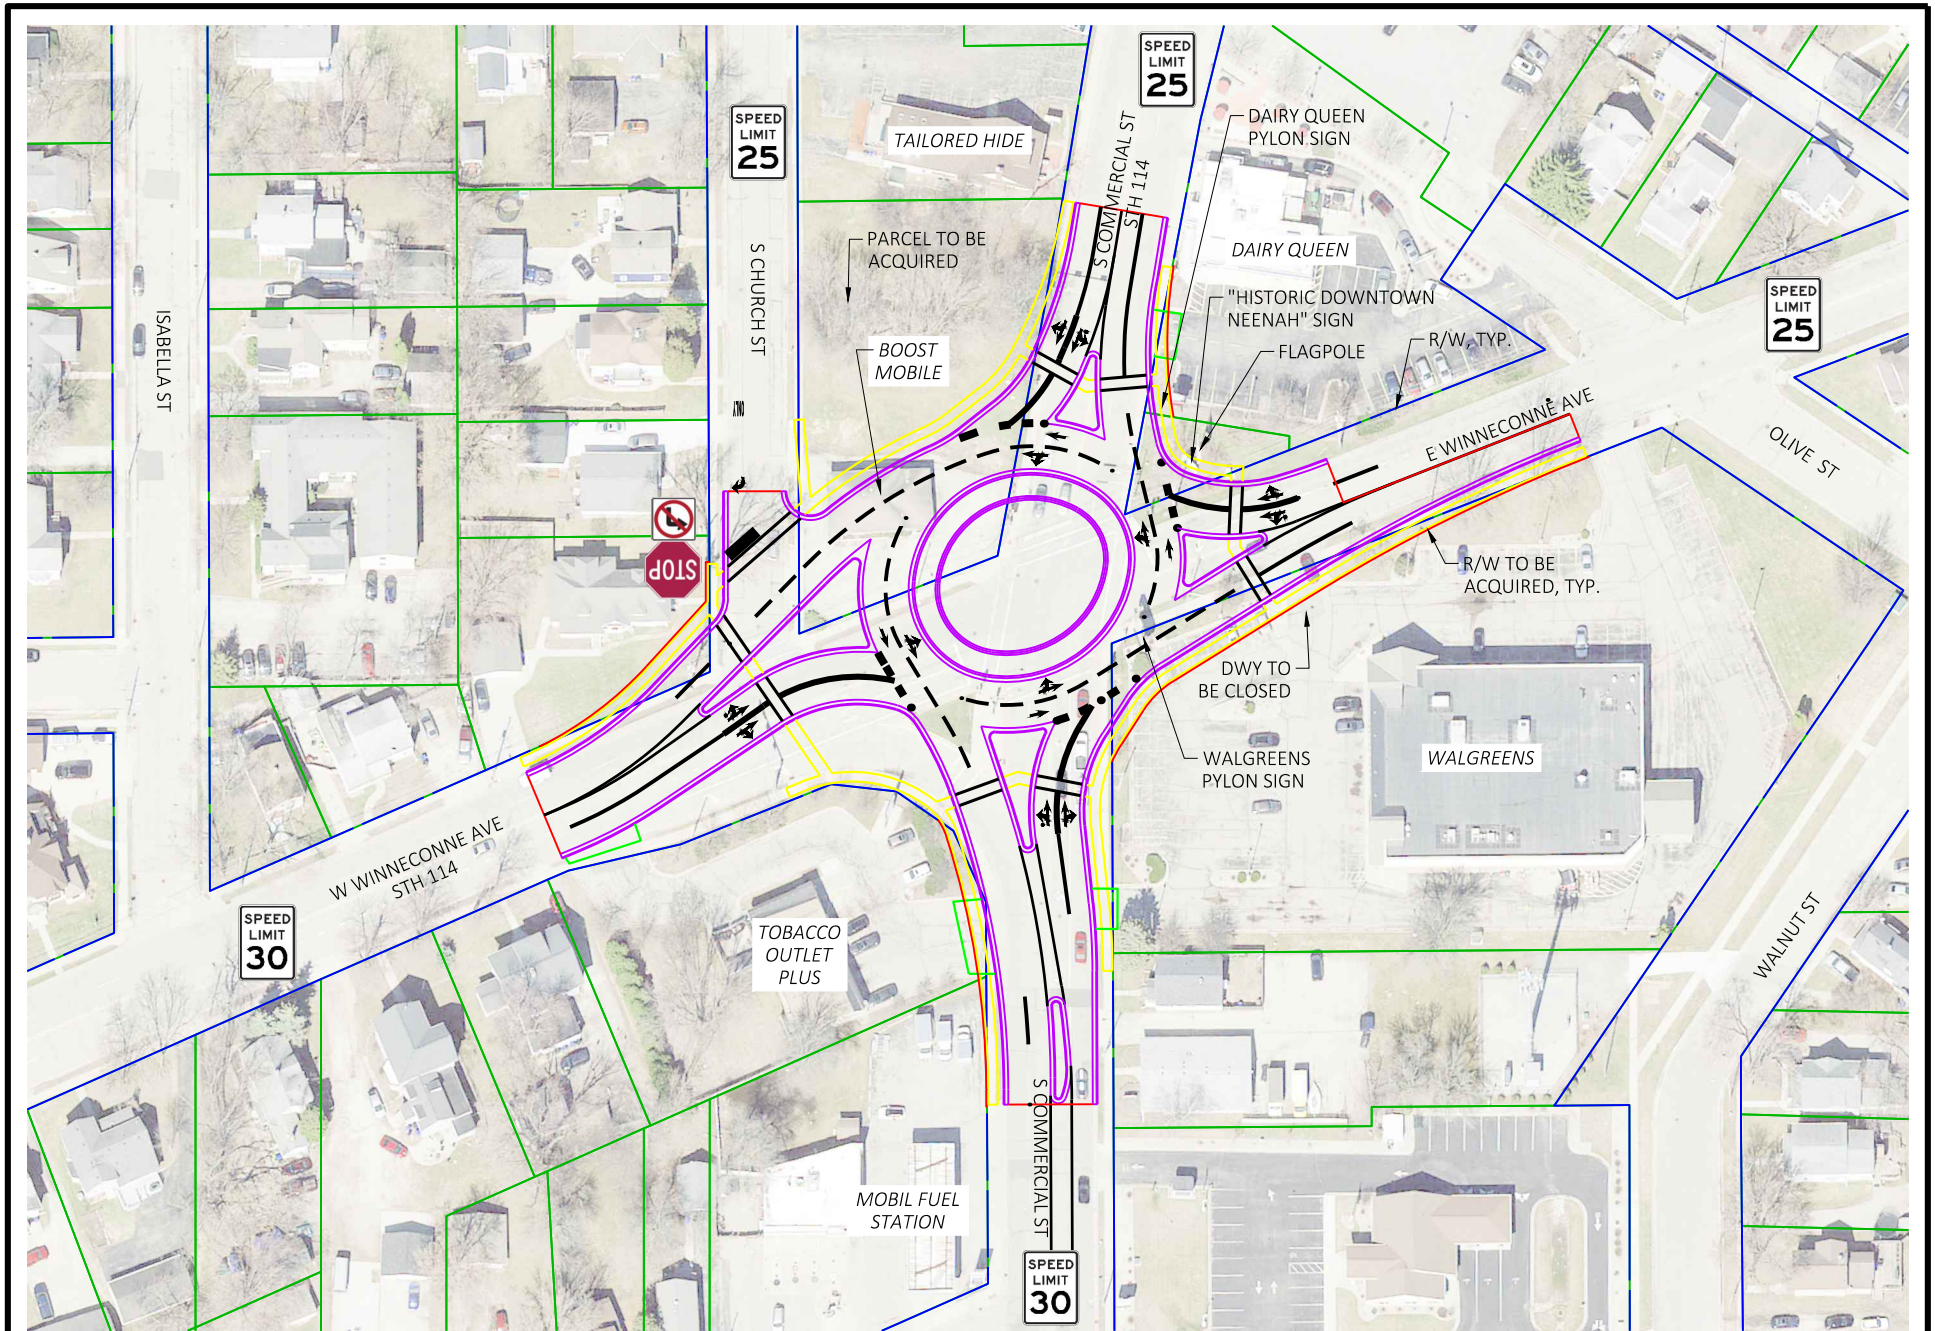 SPEED
LIMIT
25
SPEED
LIMIT
25
TAILORED HIDE
S COMMERCIAL ST
STH 114
DAIRY QUEEN
PYLON SIGN
PARCEL TO BE
ACQUIRED
S CHURCH ST
DAIRY QUEEN
"HISTORIC DOWNTOWN
NEENAH" SIGN
SPEED
LIMIT
25
ISABELLA ST
BOOST
MOBILE
FLAGPOLE
R/W, TYP.
ONLY
E WINNECONNE AVE
OLIVE ST
STOP
R/W TO BE
ACQUIRED, TYP.
DWY TO
BE CLOSED
WALGREENS
PYLON SIGN
WALGREENS
W WINNECONNE AVE
STH 114
SPEED
LIMIT
30
TOBACCO
OUTLET
PLUS
WALNUT ST
S COMMERCIAL ST
MOBIL FUEL
STATION
SPEED
LIMIT
30